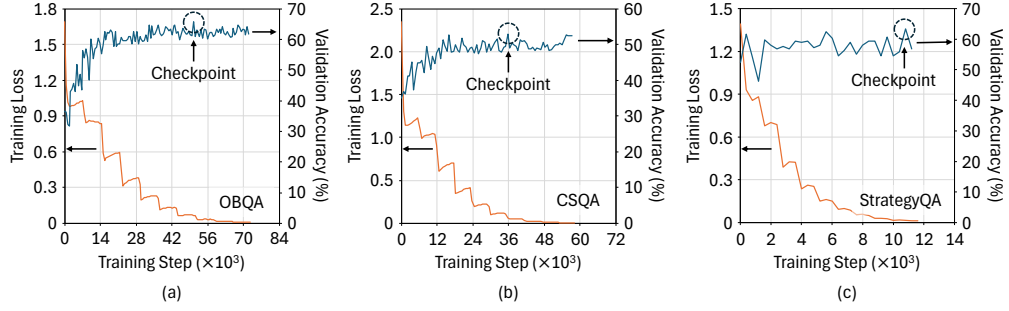 1.8
1.5
1.2
0.9
0.6
0.3
0
Training Loss
70
60
50
40
30
20
10
0
Validation Accuracy (%)
Checkpoint
OBQA
0 14 28 42 56 70 84
Training Step (×10³)
(a)
2.5
2.0
1.5
1.0
0.5
0
Training Loss
60
50
40
30
20
10
0
Validation Accuracy (%)
Checkpoint
CSQA
0 12 24 36 48 60 72
Training Step (×10³)
(b)
1.5
1.2
0.9
0.6
0.3
0
Training Loss
70
60
50
40
30
20
10
0
Validation Accuracy (%)
Checkpoint
StrategyQA
0 2 4 6 8 10 12 14
Training Step (×10³)
(c)